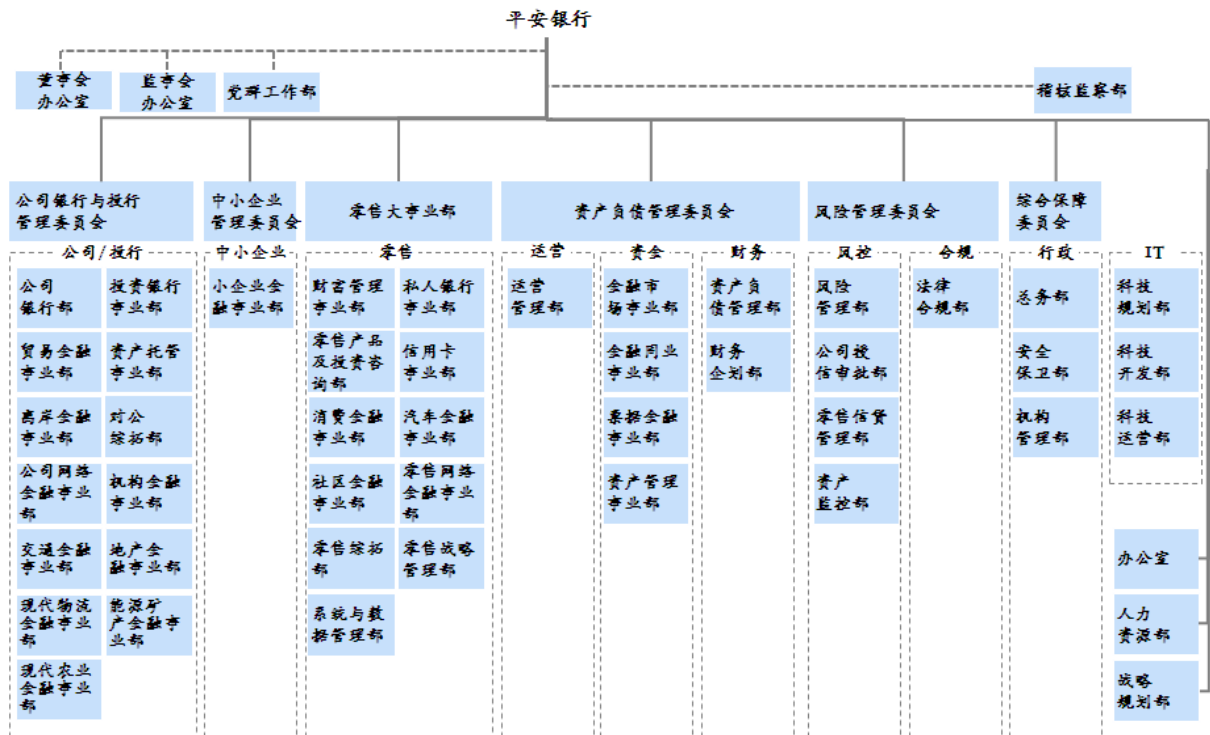 平安银行
董事会
办公室
监事会
办公室
党群工作部
稽核监察部
公司银行与投行
管理委员会
中小企业
管理委员会
零售大事业部
资产负债管理委员会
风险管理委员会
综合保障
委员会
公司/投行
中小企业
零售
运营
资金
财务
风控
合规
行政
IT
公司
银行部
投资银行
事业部
贸易金融
事业部
资产托管
事业部
离岸金融
事业部
对公
综拓部
公司网络
金融事业
部
机构金融
事业部
交通金融
事业部
地产金
融事业部
现代物流
金融事业部
能源矿
产金融事
业部
现代农业
金融事业
部
小企业金
融事业部
财富管理
事业部
私人银行
事业部
零售产品
及投资咨
询部
信用卡
事业部
消费金融
事业部
汽车金融
事业部
社区金融
事业部
零售网络
金融事业
部
零售综拓
部
零售战略
管理部
系统与数
据管理部
运营
管理部
金融市
场事业部
金融同业
事业部
票据金融
事业部
资产管理
事业部
资产负
债管理部
财务
企划部
风险
管理部
公司授
信审批部
零售信贷
管理部
资产
监控部
法律
合规部
总务部
安全
保卫部
机构
管理部
科技
规划部
科技
开发部
科技
运营部
办公室
人力
资源部
战略
规划部